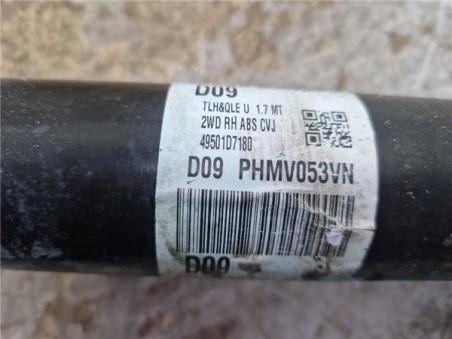 D09
TLH&QLE U 1.7 MT
2WD RH ABS CVJ
49501D7180
D09 PHMV053VN
D09